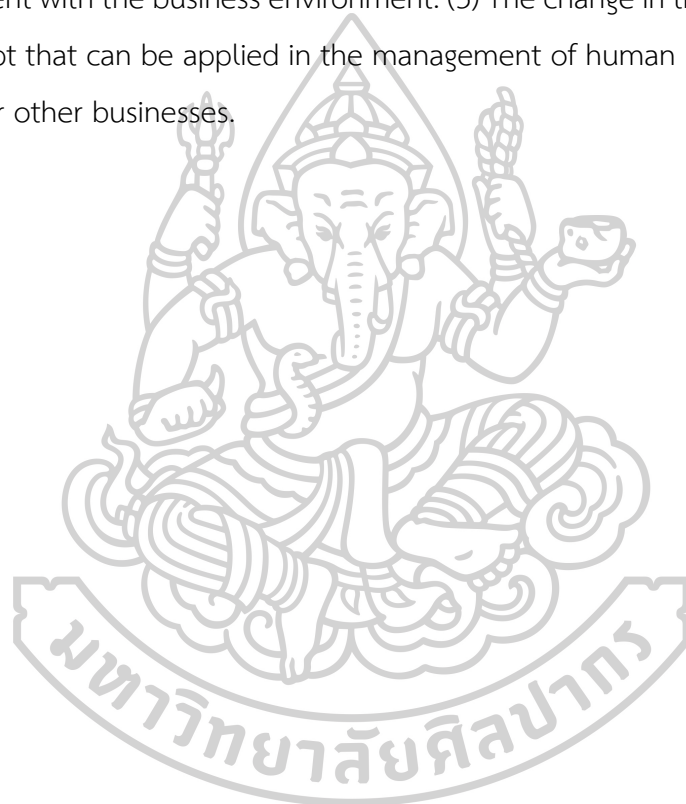 ent with the business environment. (5) The change in t
ot that can be applied in the management of human
r other businesses.
มหาวิทยาลัยศิลปากร